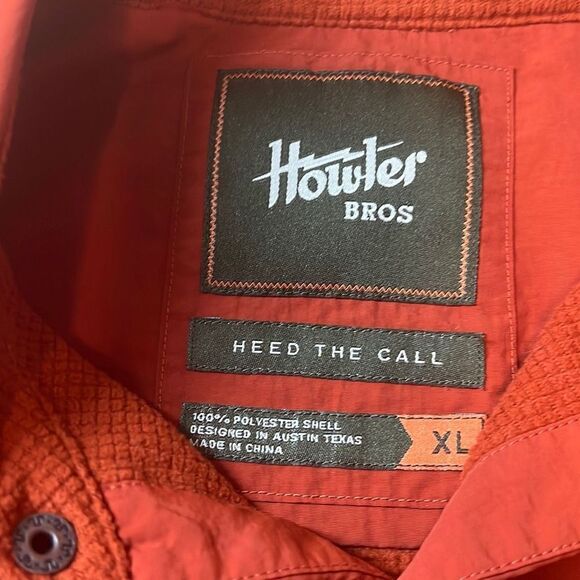 Howler
BROS
HEED THE CALL
100% POLYESTER SHELL
DESIGNED IN AUSTIN TEXAS
MADE IN CHINA
XL